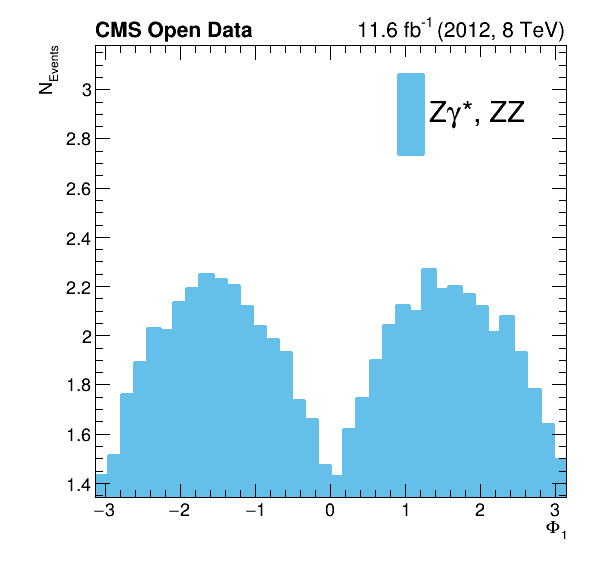 CMS Open Data 11.6 fb⁻¹ (2012, 8 TeV)
N_Events
Zγ*, ZZ
3
2.8
2.6
2.4
2.2
2
1.8
1.6
1.4
−3 −2 −1 0 1 2 3
Φ₁